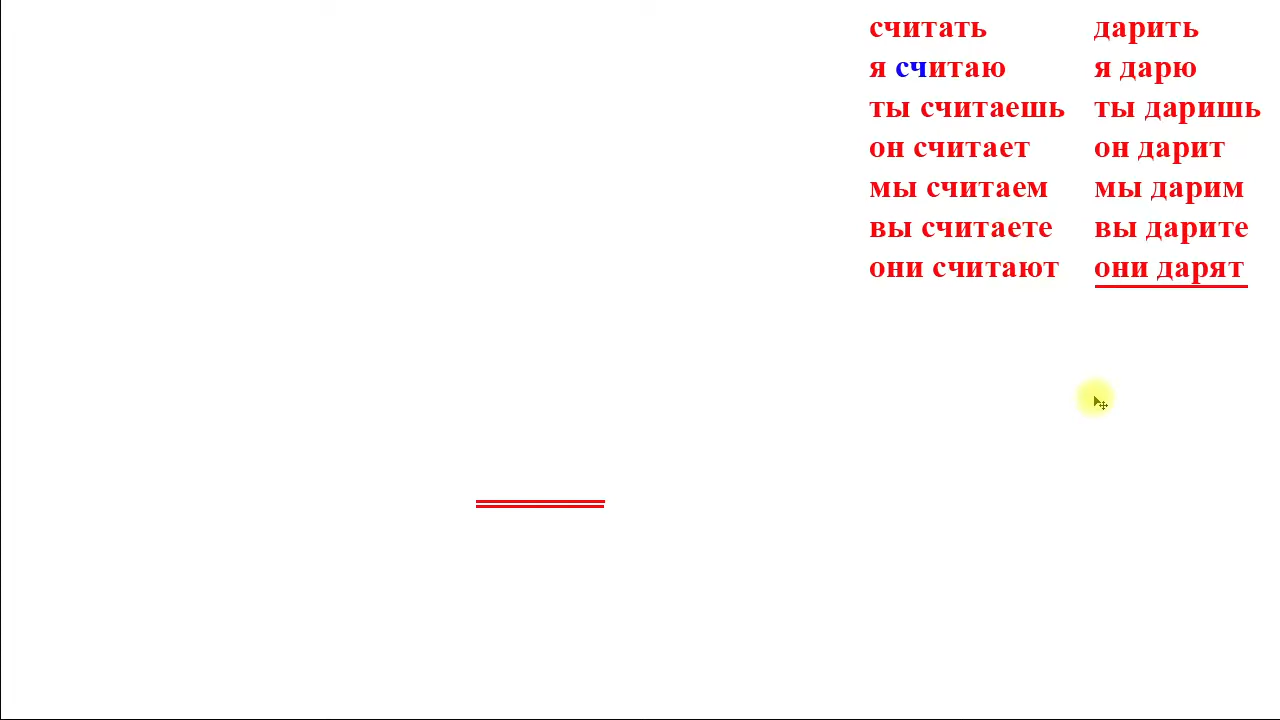 считать
я считаю
ты считаешь
он считает
мы считаем
вы считаете
они считают
дарить
я дарю
ты даришь
он дарит
мы дарим
вы дарите
они дарят